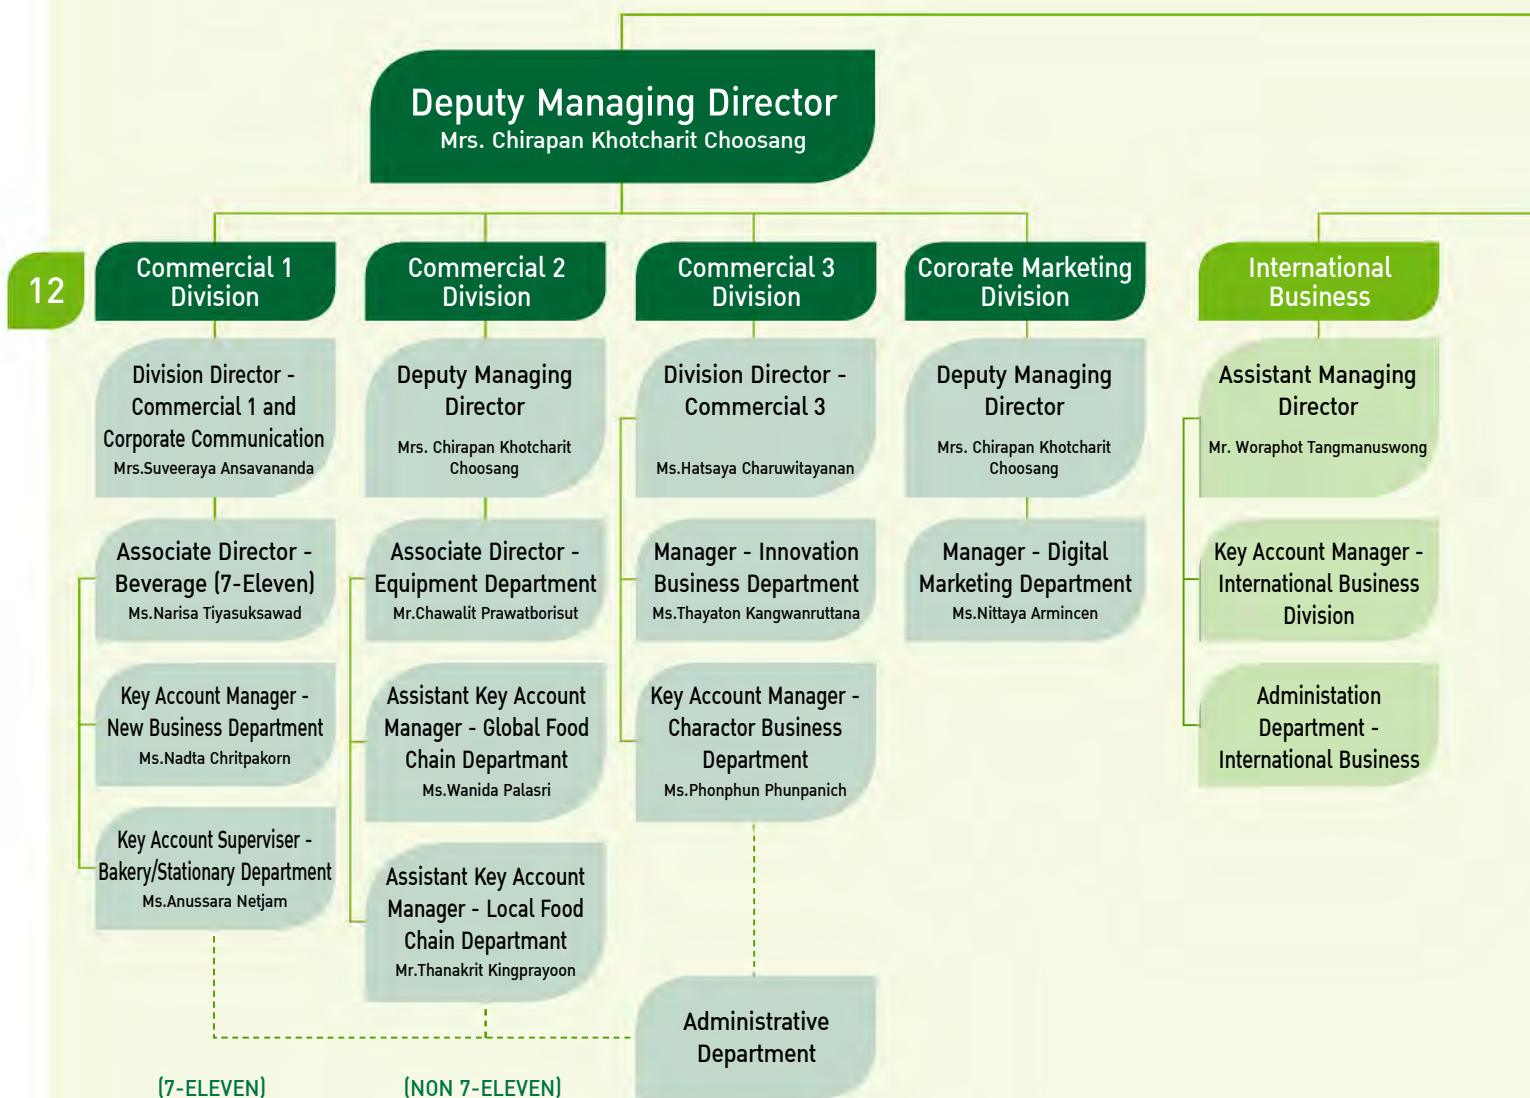 Deputy Managing Director
Mrs. Chirapan Khotcharit Choosang
12
Commercial 1
Division
Division Director -
Commercial 1 and
Corporate Communication
Mrs.Suveeraya Ansavananda
Associate Director -
Beverage (7-Eleven)
Ms.Narisa Tiyasuksawad
Key Account Manager -
New Business Department
Ms.Nadta Chritpakorn
Key Account Superviser -
Bakery/Stationary Department
Ms.Anussara Netjam
(7-ELEVEN)
Commercial 2
Division
Deputy Managing
Director
Mrs. Chirapan Khotcharit
Choosang
Associate Director -
Equipment Department
Mr.Chawalit Prawatborisut
Assistant Key Account
Manager - Global Food
Chain Departmant
Ms.Wanida Palasri
Assistant Key Account
Manager - Local Food
Chain Departmant
Mr.Thanakrit Kingprayoon
(NON 7-ELEVEN)
Commercial 3
Division
Division Director -
Commercial 3
Ms.Hatsaya Charuwitayanan
Manager - Innovation
Business Department
Ms.Thayaton Kangwanruttana
Key Account Manager -
Charactor Business
Department
Ms.Phonphun Phunpanich
Administrative
Department
Cororate Marketing
Division
Deputy Managing
Director
Mrs. Chirapan Khotcharit
Choosang
Manager - Digital
Marketing Department
Ms.Nittaya Armincen
International
Business
Assistant Managing
Director
Mr. Woraphot Tangmanuswong
Key Account Manager -
International Business
Division
Administation
Department -
International Business